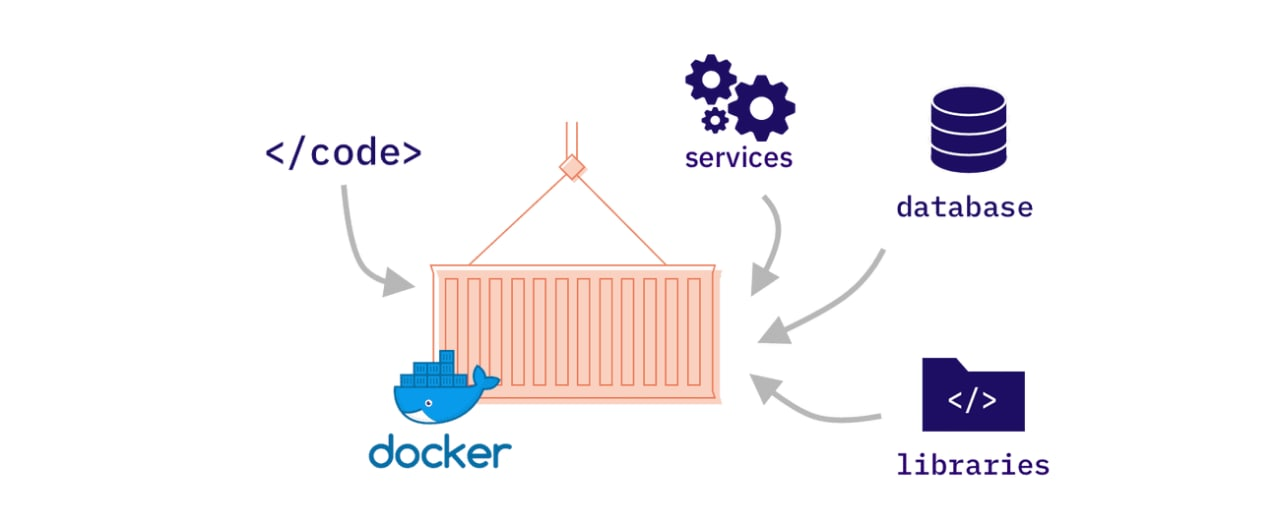 </code>
services
database
</>
libraries
docker